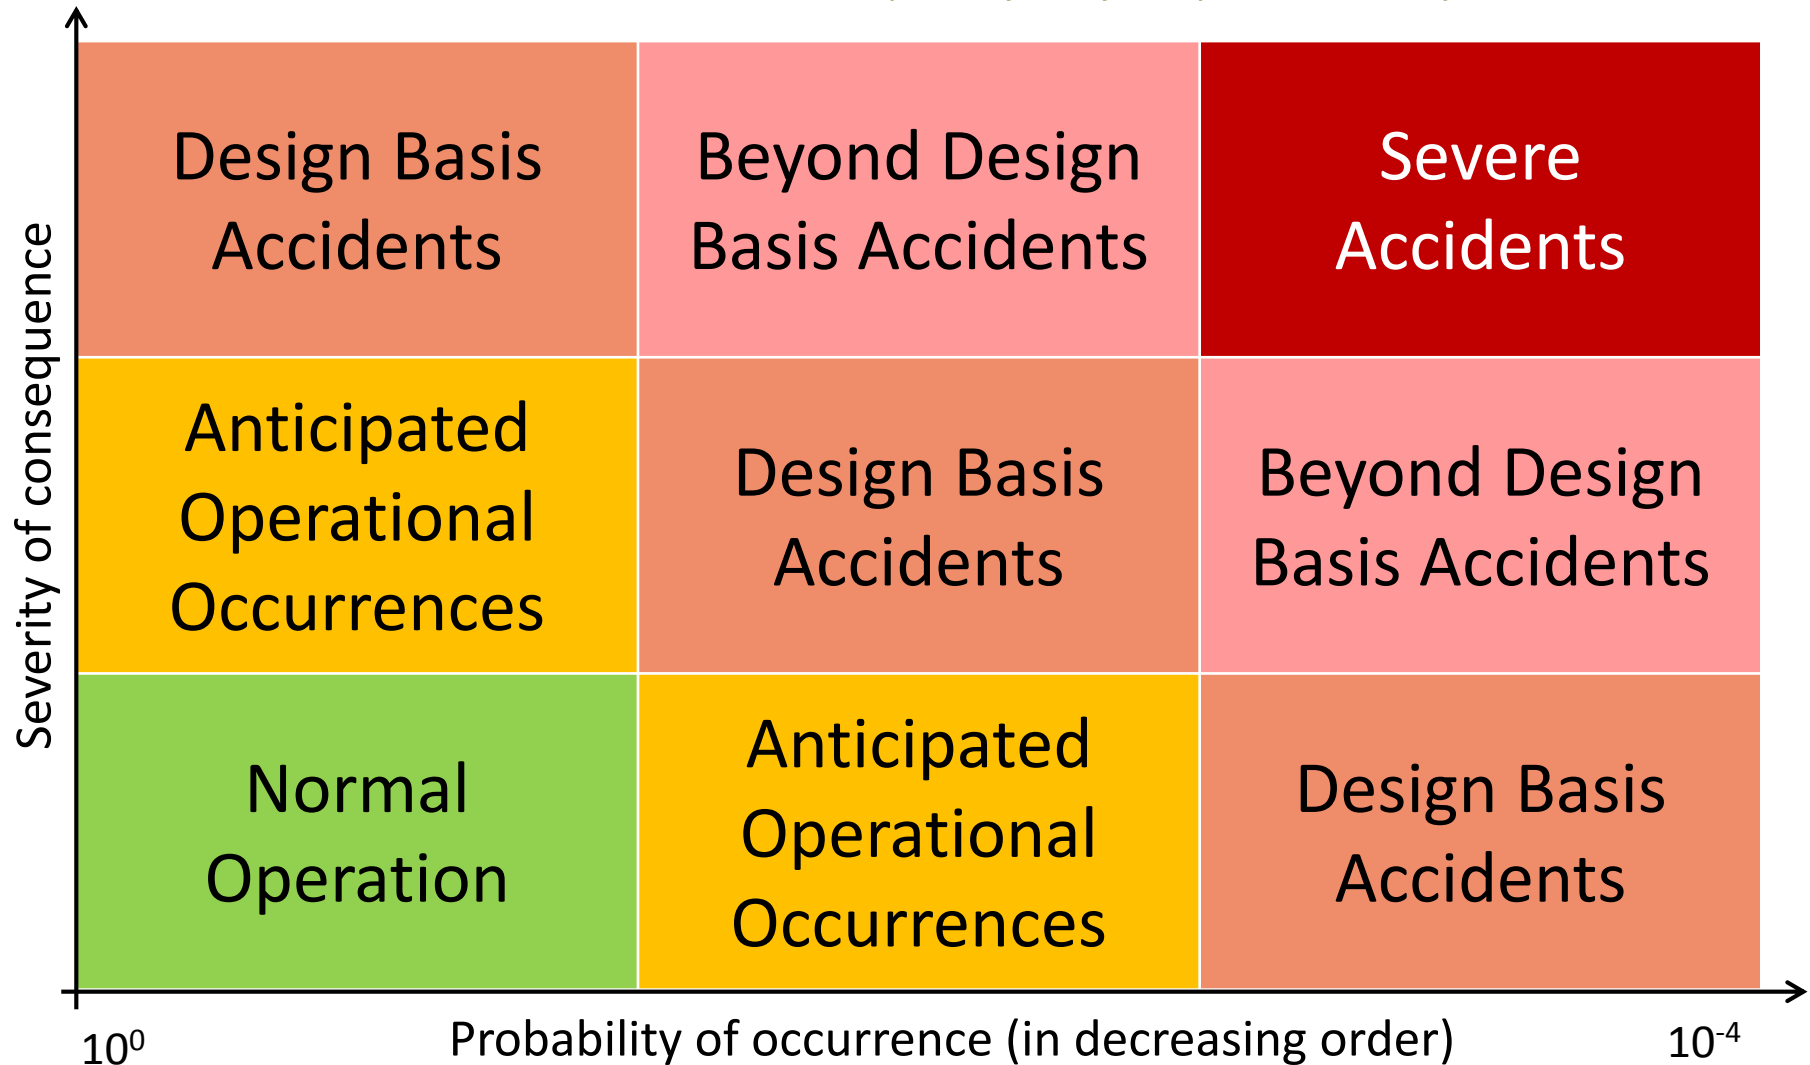 Design Basis
Accidents
Beyond Design
Basis Accidents
Severe
Accidents
Anticipated
Operational
Occurrences
Design Basis
Accidents
Beyond Design
Basis Accidents
Normal
Operation
Anticipated
Operational
Occurrences
Design Basis
Accidents
Severity of consequence
10⁰
Probability of occurrence (in decreasing order)
10⁻⁴